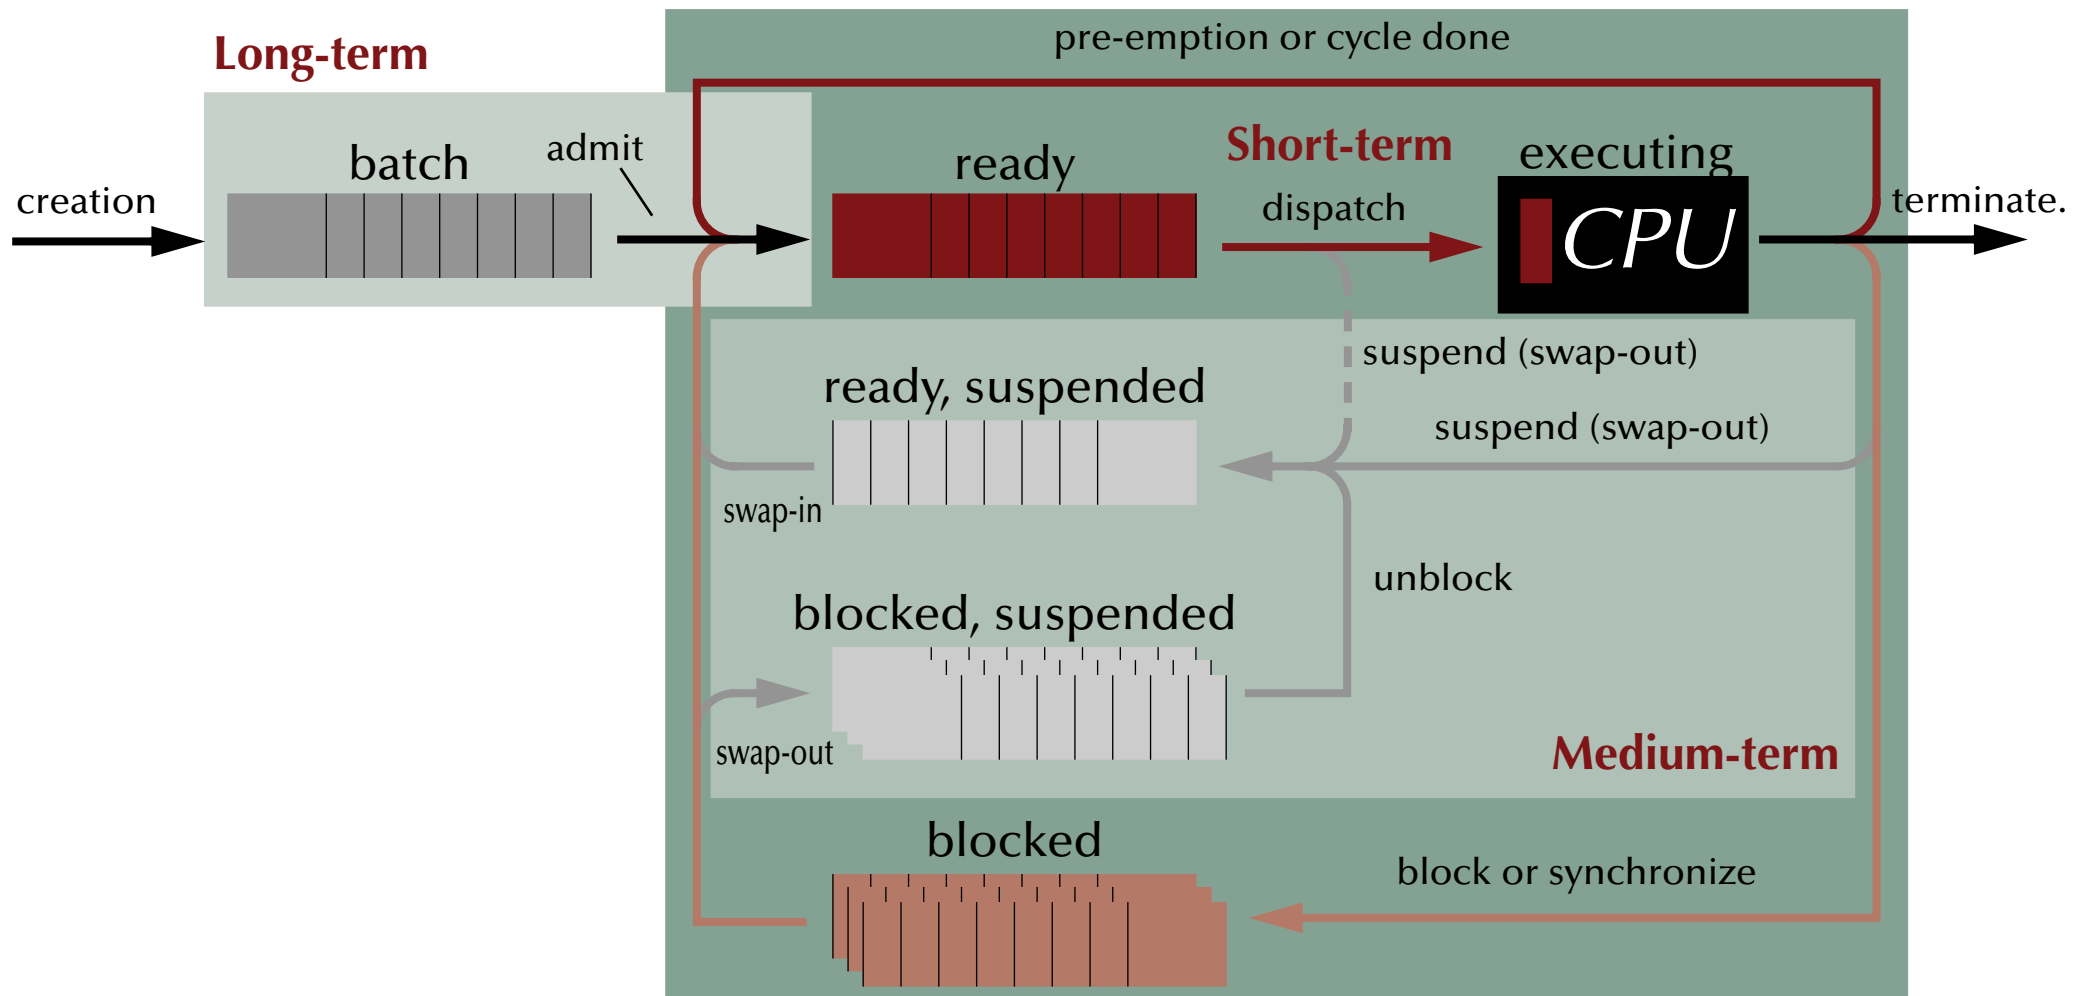 pre-emption or cycle done
Long-term
Short-term
executing
batch
admit
ready
creation
dispatch
CPU
terminate.
suspend (swap-out)
ready, suspended
suspend (swap-out)
swap-in
unblock
blocked, suspended
swap-out
Medium-term
blocked
block or synchronize